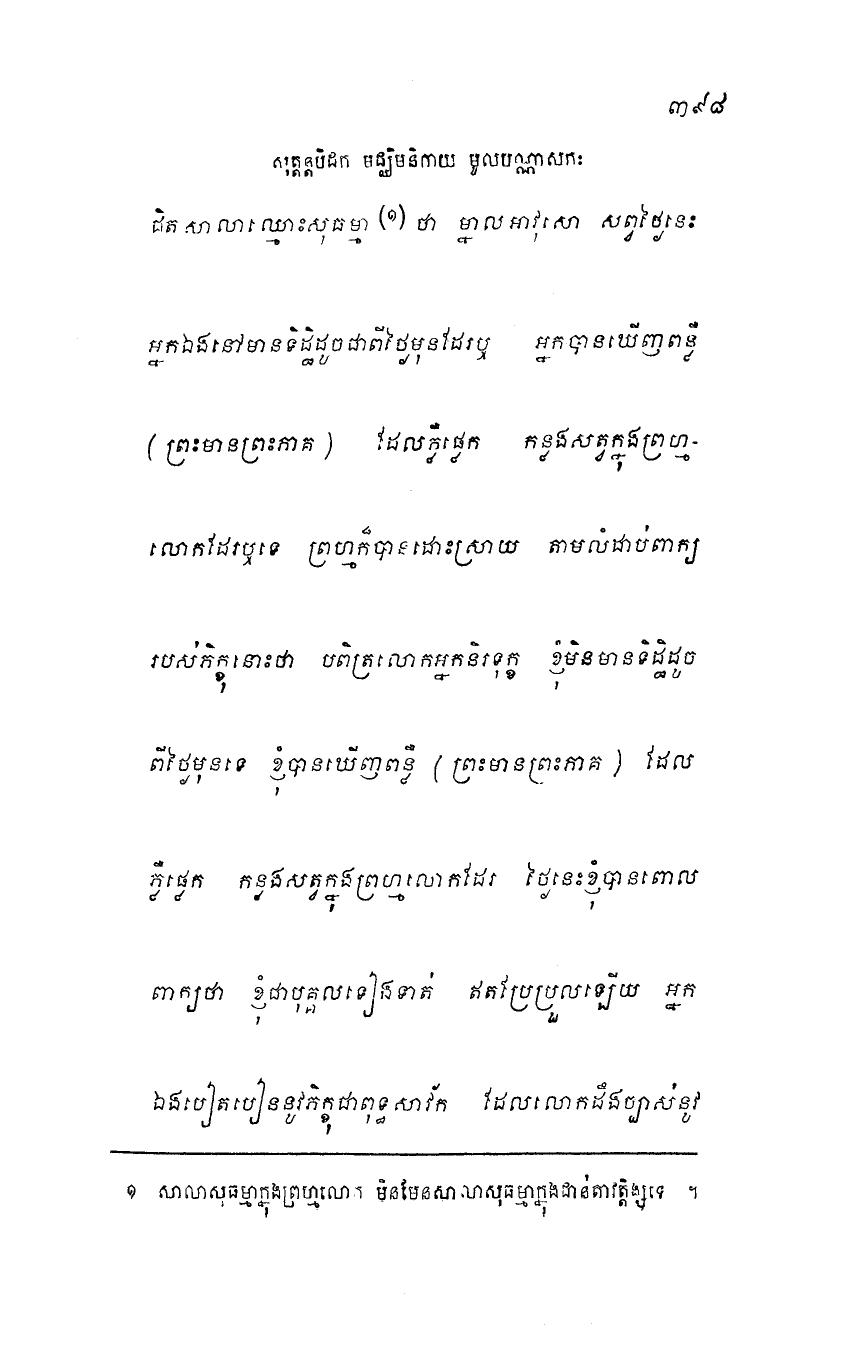 ៣៩៨
សុត្តន្តបិដក មជ្ឈិមនិកាយ មូលបណ្ណាសកៈ
ជិតសាលាឈ្មោះសុធម្មា (១) ថា ម្នាលអាវុសោ សព្វថ្ងៃនេះ
អ្នកឯងនៅមានទិដ្ឋិដូចជាពីថ្ងៃមុនដែរឬ អ្នកបានឃើញពន្លឺ
(ព្រះមានព្រះភាគ) ដែលភ្លឺផ្លេក កន្លងសត្វក្នុងព្រហ្ម-
លោកដែរឬទេ ព្រហ្មក៏បានដោះស្រាយ តាមលំដាប់ពាក្យ
របស់ភិក្ខុនោះថា បពិត្រលោកអ្នកនិរទុក្ខ ខ្ញុំមិនមានទិដ្ឋិដូច
ពីថ្ងៃមុនទេ ខ្ញុំបានឃើញពន្លឺ (ព្រះមានព្រះភាគ) ដែល
ភ្លឺផ្លេក កន្លងសត្វក្នុងព្រហ្មលោកដែរ ថ្ងៃនេះខ្ញុំបានពោល
ពាក្យថា ខ្ញុំជាបុគ្គលទៀងទាត់ ឥតប្រែប្រួលឡើយ អ្នក
ឯងបៀតបៀននូវភិក្ខុជាពុទ្ធសាវ័ក ដែលលោកដឹងច្បាស់នូវ
១ សាលាសុធម្មាក្នុងព្រហ្មលោក។ មិនមែនសាលាសុធម្មាក្នុងជាន់តាវត្តិង្សទេ ។